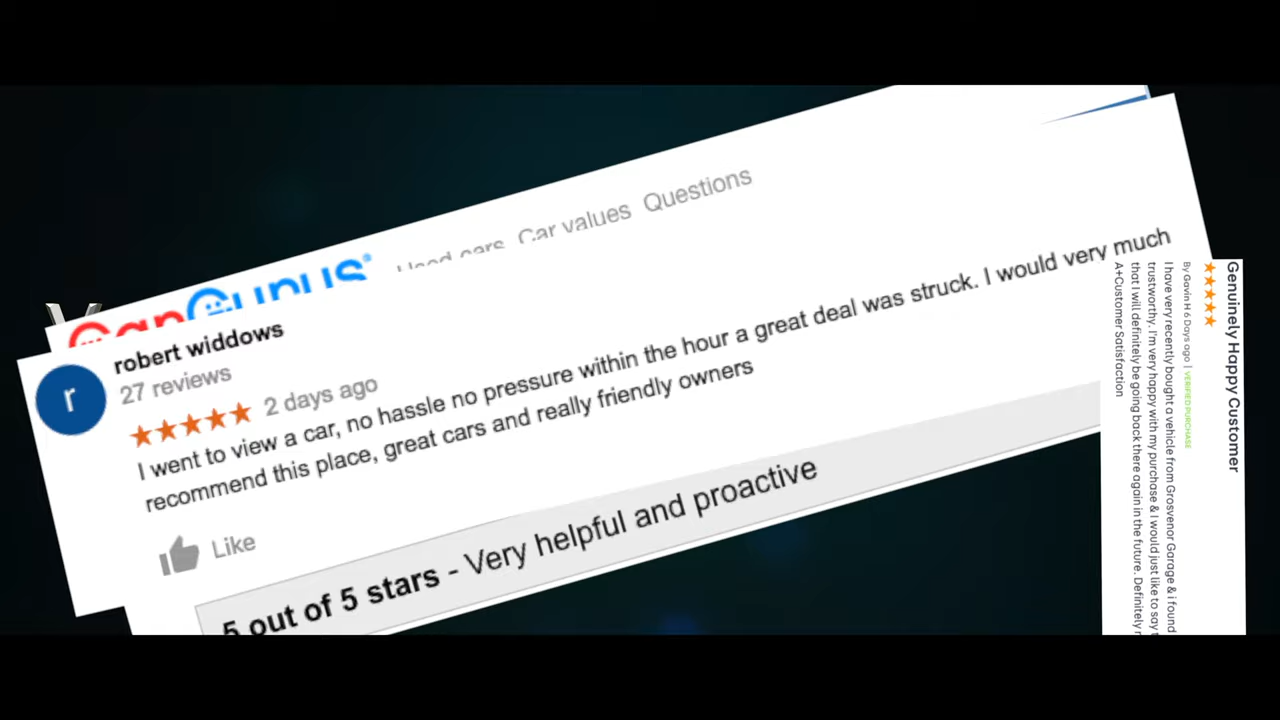 Used cars Car values Questions
CarGurus
robert widdows
27 reviews
★★★★★ 2 days ago
I went to view a car, no hassle no pressure within the hour a great deal was struck. I would very much
recommend this place, great cars and really friendly owners
Like
5 out of 5 stars - Very helpful and proactive
Genuinely Happy Customer
★★★★★
By Gavin H 6 Days ago | VERIFIED PURCHASE
I have very recently bought a vehicle from Grosvenor Garage & i found
trustworthy. I'm very happy with my purchase & I would just like to say
that I will definitely be going back there again in the future. Definitely
A+Customer Satisfaction